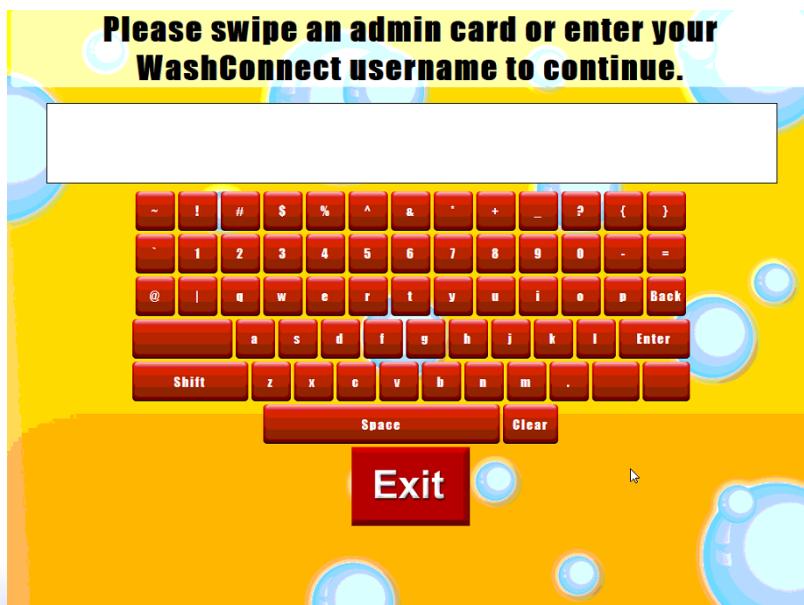 Please swipe an admin card or enter your
WashConnect username to continue.
~ ! # $ % ^ & * + _ ? { }
` 1 2 3 4 5 6 7 8 9 0 - =
@ | q w e r t y u i o p Back
a s d f g h j k l Enter
Shift z x c v b n m .
Space Clear
Exit